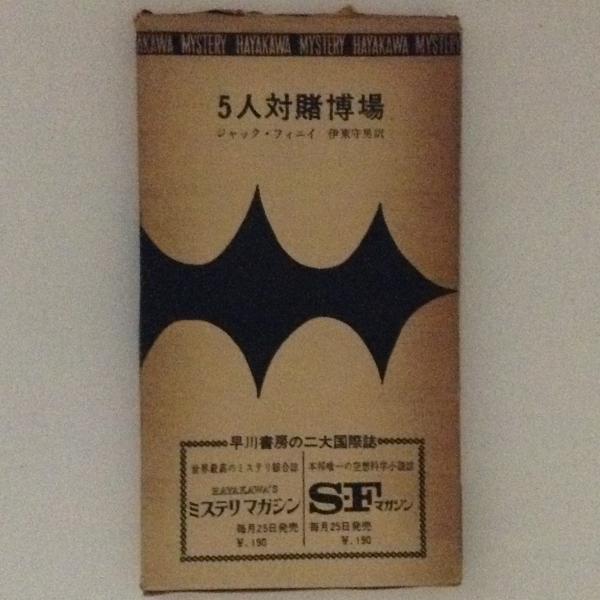 AKAWA MYSTERY HAYAKAWA MYSTERY HAYAKAWA MYSTERY
5人対賭博場
ジャック・フィニイ 伊東守男訳
早川書房の二大国際誌
世界最高のミステリ綜合誌
HAYAKAWA'S
ミステリマガジン
毎月25日発売
¥. 190
本邦唯一の空想科学小説誌
S-Fマガジン
毎月25日発売
¥. 190